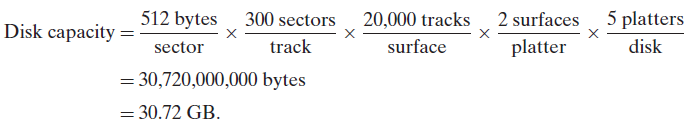 Disk capacity = 512 bytes / sector × 300 sectors / track × 20,000 tracks / surface × 2 surfaces / platter × 5 platters / disk
= 30,720,000,000 bytes
= 30.72 GB.